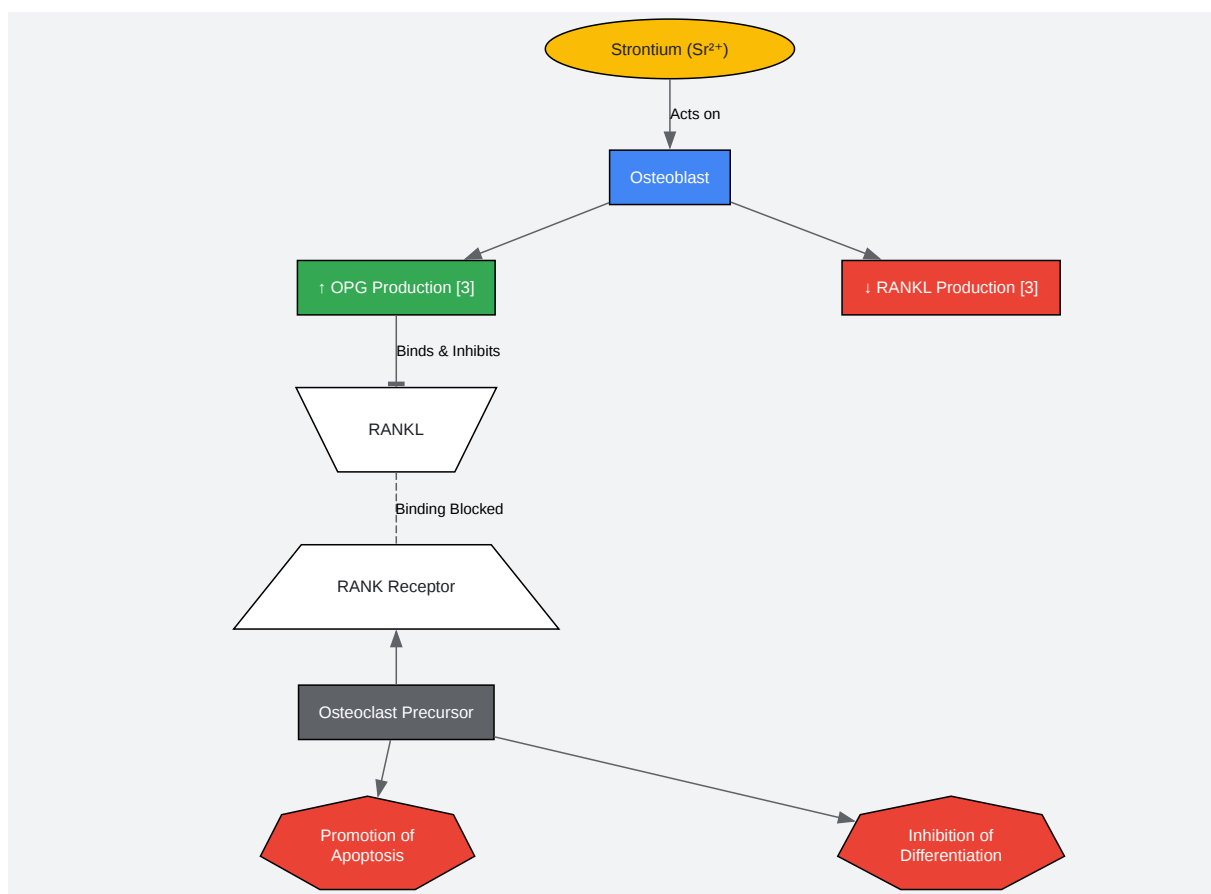 Strontium (Sr²⁺)
Acts on
Osteoblast
↑ OPG Production [3]
↓ RANKL Production [3]
Binds & Inhibits
RANKL
Binding Blocked
RANK Receptor
Osteoclast Precursor
Promotion of
Apoptosis
Inhibition of
Differentiation